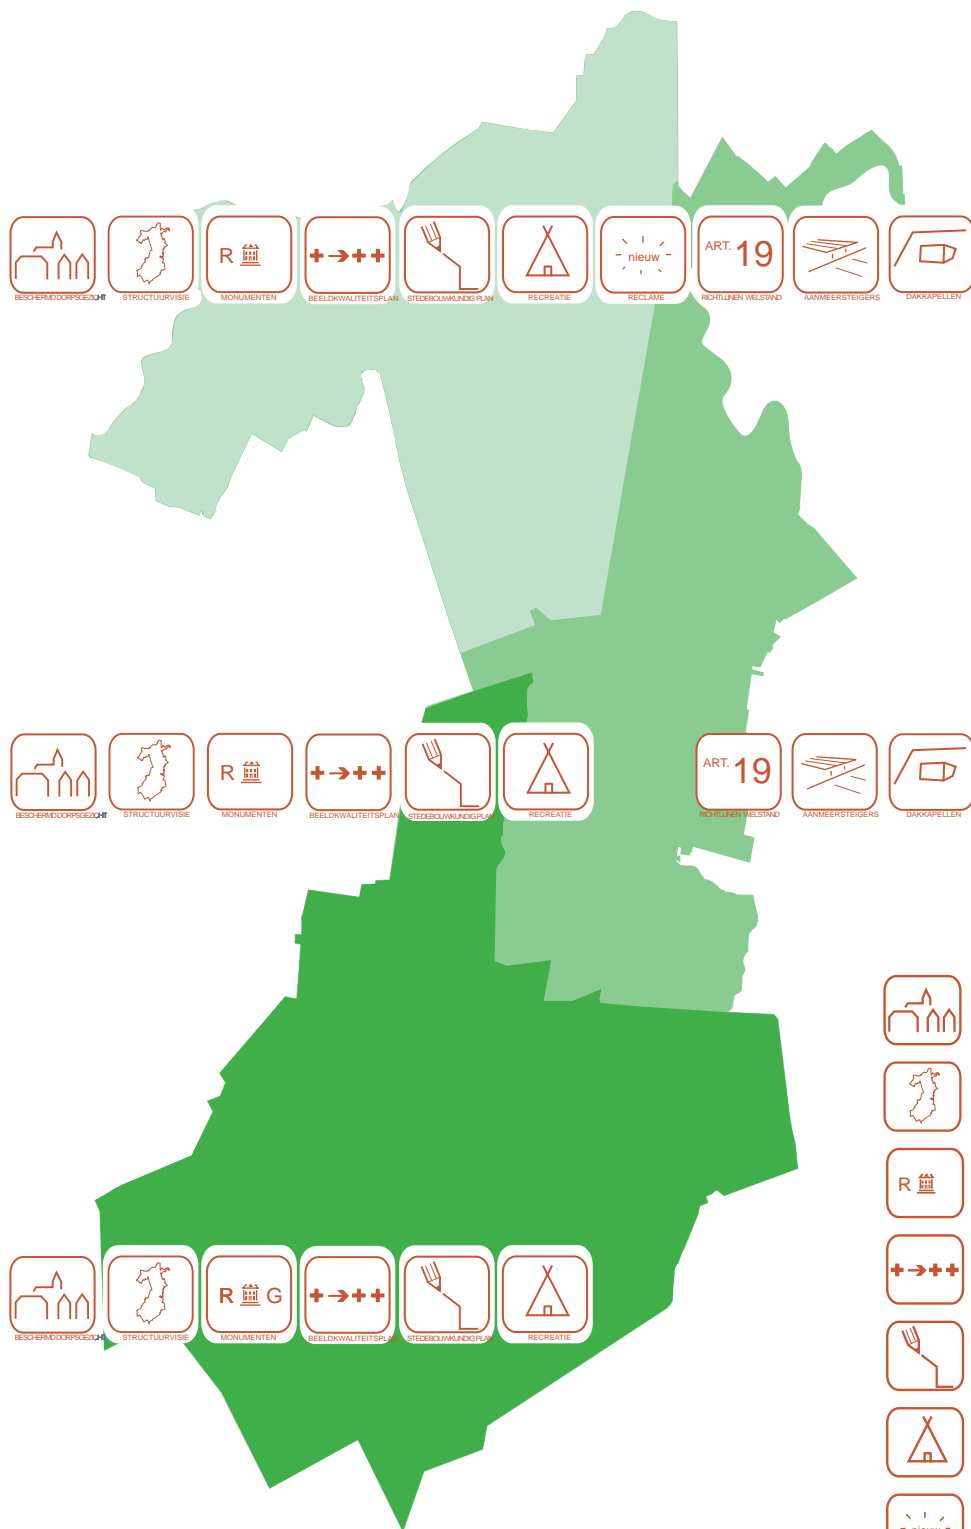 R
nieuw
ART. 19
BESCHERMD DORPSGEZICHT STRUCTUURVISIE MONUMENTEN BEELDKWALITEITSPLAN STEDEBOUWKUNDIG PLAN RECREATIE RECLAME RICHTLIJNEN WELSTAND AANMEERSTEIGERS DAKKAPELLEN
R
ART. 19
BESCHERMD DORPSGEZICHT STRUCTUURVISIE MONUMENTEN BEELDKWALITEITSPLAN STEDEBOUWKUNDIG PLAN RECREATIE RICHTLIJNEN WELSTAND AANMEERSTEIGERS DAKKAPELLEN
R
R G
BESCHERMD DORPSGEZICHT STRUCTUURVISIE MONUMENTEN BEELDKWALITEITSPLAN STEDEBOUWKUNDIG PLAN RECREATIE
nieuw